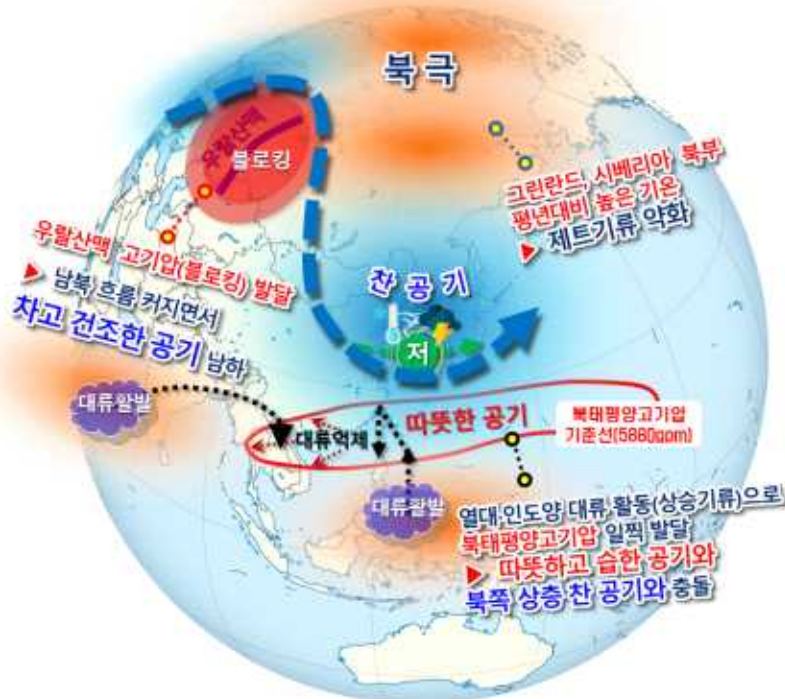 북극
우랄산맥
블로킹
그린란드, 시베리아 북부
평년대비 높은 기온
▶ 제트기류 약화
우랄산맥 고기압(블로킹) 발달
▶ 남북 흐름 커지면서
차고 건조한 공기 남하
찬 공기
저
대류활발
대류억제
따뜻한 공기
북태평양고기압
기준선(5880gpm)
대류활발
열대 인도양 대류 활동(상승기류)으로
북태평양고기압 일찍 발달
▶ 따뜻하고 습한 공기와
북쪽 상층 찬 공기와 충돌